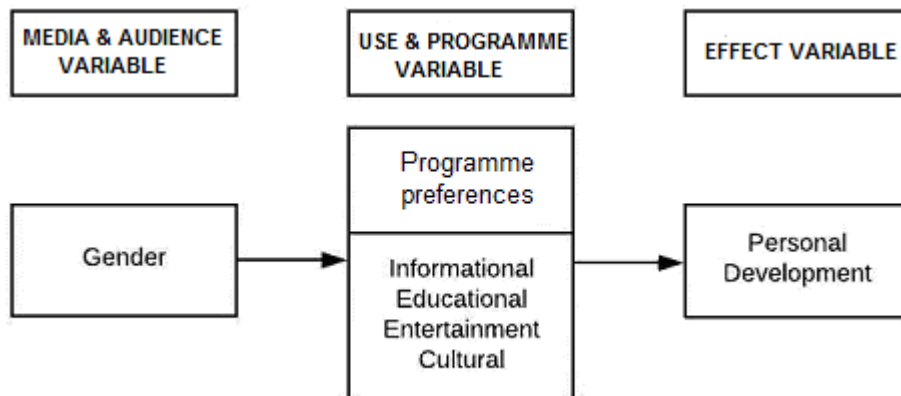 MEDIA & AUDIENCE
VARIABLE
USE & PROGRAMME
VARIABLE
EFFECT VARIABLE
Programme
preferences
Gender
Informational
Educational
Entertainment
Cultural
Personal
Development